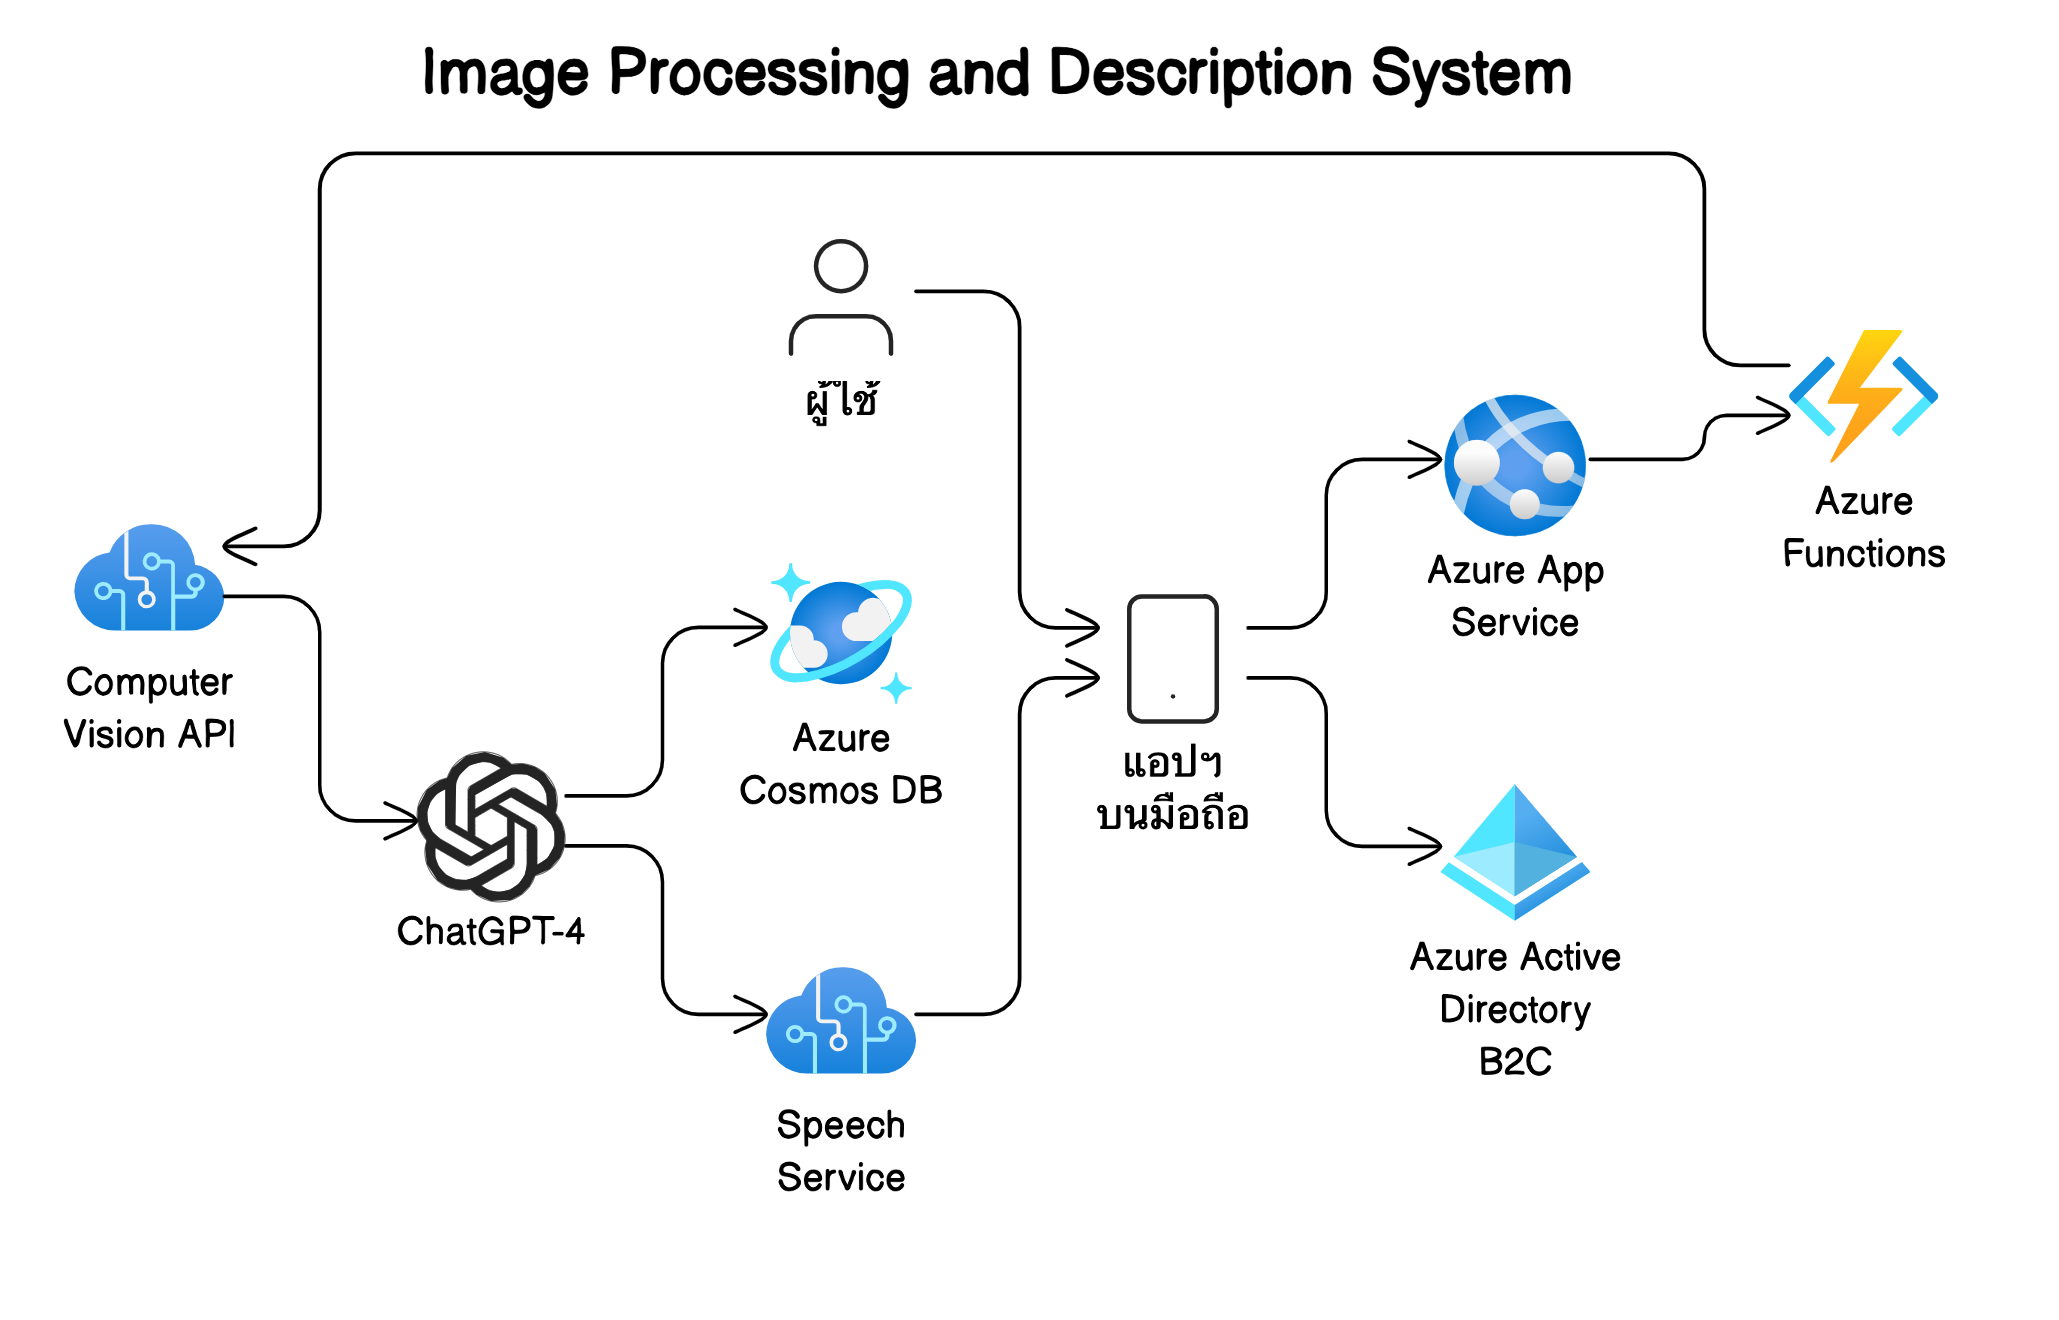 Image Processing and Description System
ผู้ใช้
Azure
Functions
Azure App
Service
Computer
Vision API
Azure
Cosmos DB
แอปฯ
บนมือถือ
ChatGPT-4
Azure Active
Directory
B2C
Speech
Service